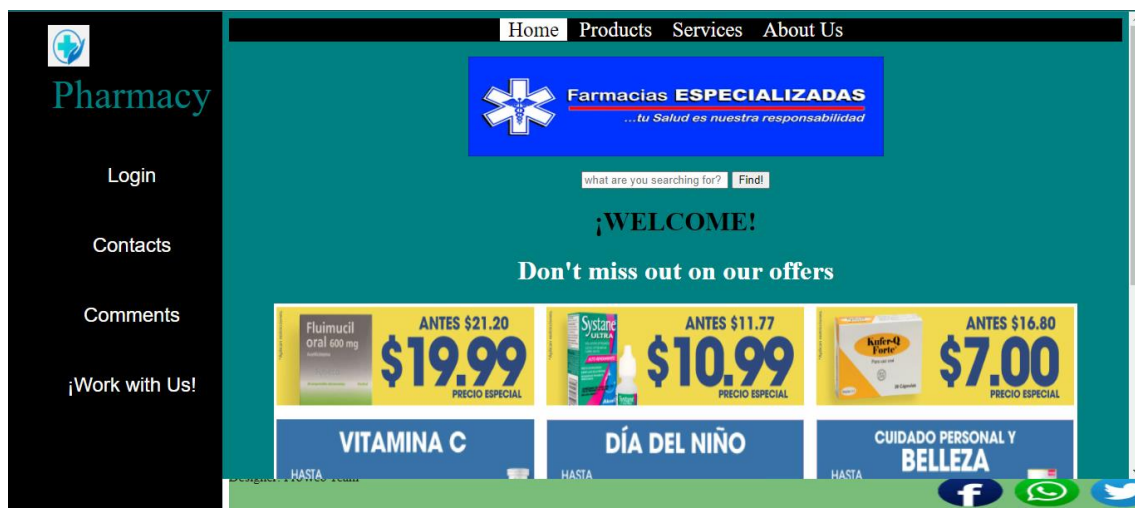 Pharmacy
Login
Contacts
Comments
¡Work with Us!
Home Products Services About Us
Farmacias ESPECIALIZADAS
...tu Salud es nuestra responsabilidad
what are you searching for? Find!
¡WELCOME!
Don't miss out on our offers
Fluimucil
oral 600 mg
ANTES $21.20
$19.99
PRECIO ESPECIAL
Systane
ULTRA
ANTES $11.77
$10.99
PRECIO ESPECIAL
Kufer-Q
Forte
ANTES $16.80
$7.00
PRECIO ESPECIAL
VITAMINA C
HASTA
DÍA DEL NIÑO
HASTA
CUIDADO PERSONAL Y
BELLEZA
HASTA
Designer: Team